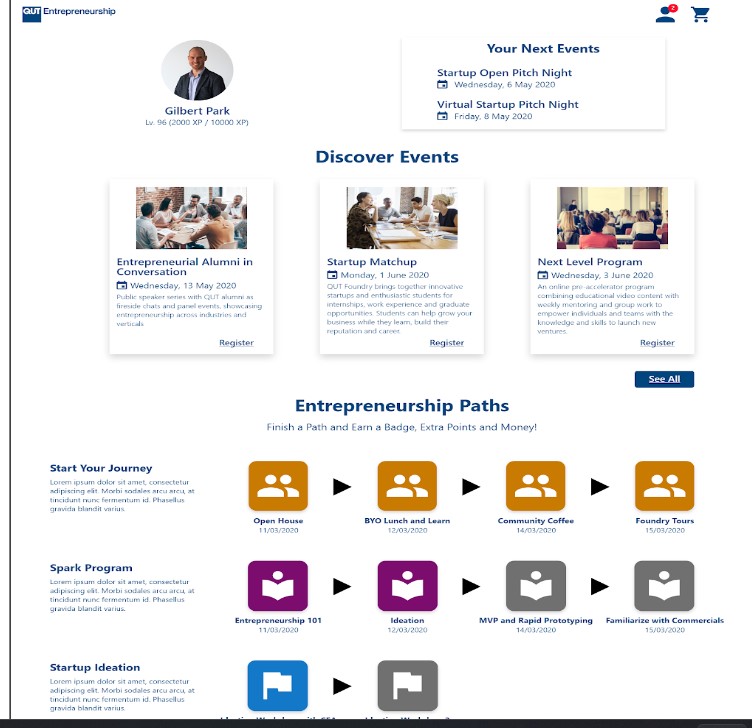 QUT Entrepreneurship
2
Your Next Events
Startup Open Pitch Night
Wednesday, 6 May 2020
Virtual Startup Pitch Night
Friday, 8 May 2020
Gilbert Park
Lv. 96 (2000 XP / 10000 XP)
Discover Events
Entrepreneurial Alumni in
Conversation
Wednesday, 13 May 2020
Public speaker series with QUT alumni as
fireside chats and panel events, showcasing
entrepreneurship across industries and
verticals
Register
Startup Matchup
Monday, 1 June 2020
QUT Foundry brings together innovative
startups and enthusiastic students for
internships, work experience and graduate
opportunities. Students can help grow your
business while they learn, build their
reputation and career.
Register
Next Level Program
Wednesday, 3 June 2020
An online pre-accelerator program
combining educational video content with
weekly mentoring and group work to
empower individuals and teams with the
knowledge and skills to launch new
ventures.
Register
See All
Entrepreneurship Paths
Finish a Path and Earn a Badge, Extra Points and Money!
Start Your Journey
Lorem ipsum dolor sit amet, consectetur
adipiscing elit. Morbi sodales arcu arcu, at
tincidunt nunc fermentum id. Phasellus
gravida blandit varius.
Open House
11/03/2020
BYO Lunch and Learn
12/03/2020
Community Coffee
14/03/2020
Foundry Tours
15/03/2020
Spark Program
Lorem ipsum dolor sit amet, consectetur
adipiscing elit. Morbi sodales arcu arcu, at
tincidunt nunc fermentum id. Phasellus
gravida blandit varius.
Entrepreneurship 101
11/03/2020
Ideation
12/03/2020
MVP and Rapid Prototyping
14/03/2020
Familiarize with Commercials
15/03/2020
Startup Ideation
Lorem ipsum dolor sit amet, consectetur
adipiscing elit. Morbi sodales arcu arcu, at
tincidunt nunc fermentum id. Phasellus
gravida blandit varius.